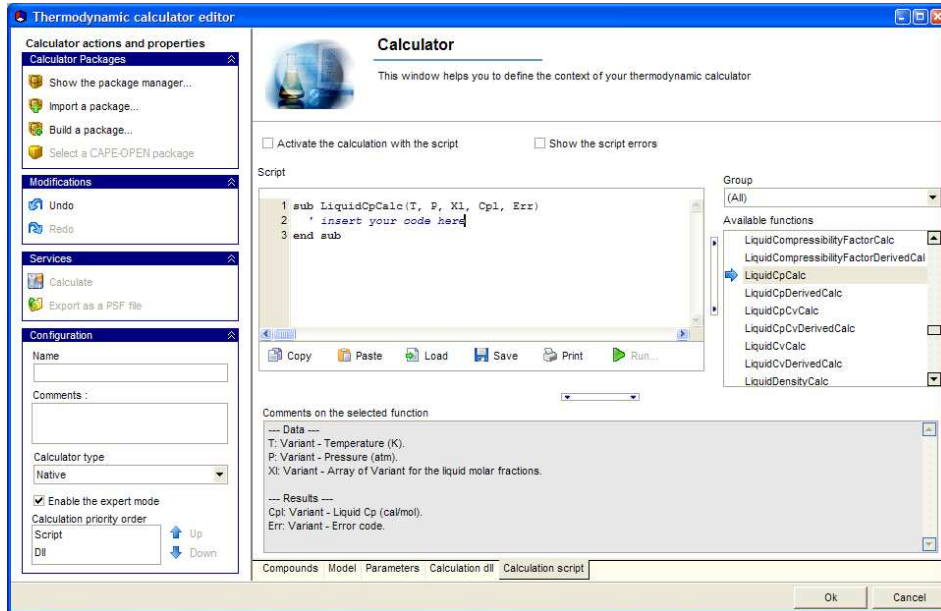 Thermodynamic calculator editor
Calculator actions and properties
Calculator Packages
Show the package manager...
Import a package...
Build a package...
Select a CAPE-OPEN package
Modifications
Undo
Redo
Services
Calculate
Export as a PSF file
Configuration
Name
Comments :
Calculator type
Native
Enable the expert mode
Calculation priority order
Script
Dll
Up
Down
Calculator
This window helps you to define the context of your thermodynamic calculator
Activate the calculation with the script
Show the script errors
Script
1 sub LiquidCpCalc(T, P, Xl, Cpl, Err)
2 ' insert your code here
3 end sub
Copy Paste Load Save Print Run...
Group
(All)
Available functions
LiquidCompressibilityFactorCalc
LiquidCompressibilityFactorDerivedCal
LiquidCpCalc
LiquidCpDerivedCalc
LiquidCpCvCalc
LiquidCpCvDerivedCalc
LiquidCvCalc
LiquidCvDerivedCalc
LiquidDensityCalc
Comments on the selected function
--- Data ---
T: Variant - Temperature (K).
P: Variant - Pressure (atm).
Xl: Variant - Array of Variant for the liquid molar fractions.
--- Results ---
Cpl: Variant - Liquid Cp (cal/mol).
Err: Variant - Error code.
Compounds Model Parameters Calculation dll Calculation script
Ok Cancel